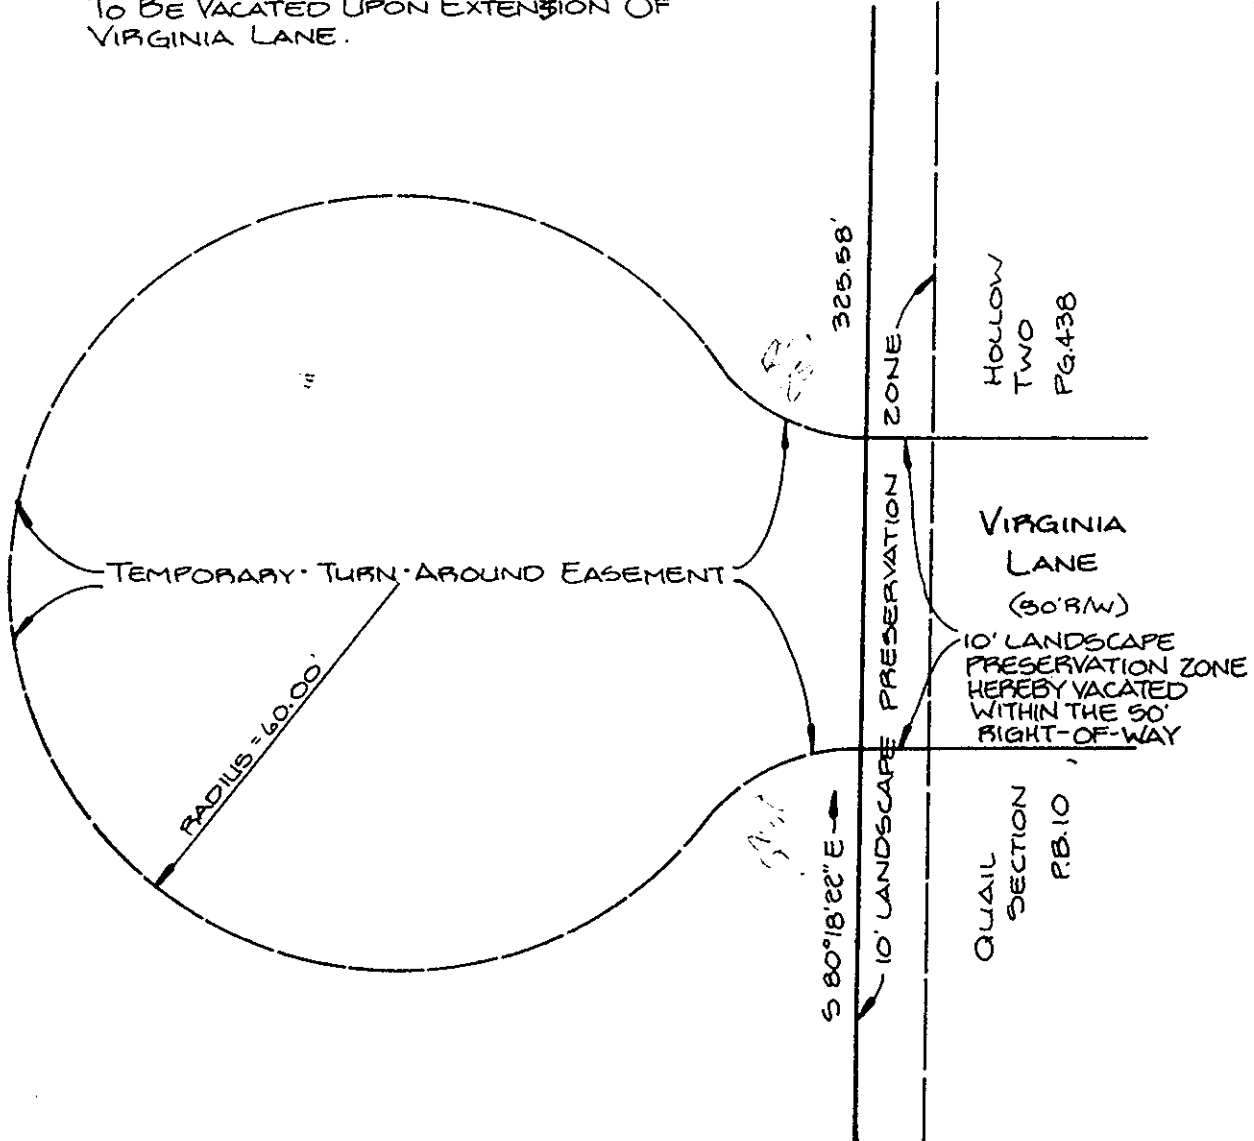 TO BE VACATED UPON EXTENSION OF
VIRGINIA LANE.
325.58'
10' LANDSCAPE PRESERVATION ZONE
HOLLOW
TWO
PG.438
TEMPORARY·TURN·AROUND EASEMENT
RADIUS = 60.00'
VIRGINIA
LANE
(50'R/W)
10' LANDSCAPE
PRESERVATION ZONE
HEREBY VACATED
WITHIN THE 50'
RIGHT-OF-WAY
S 80°18'22" E
QUAIL
SECTION
P.B.10